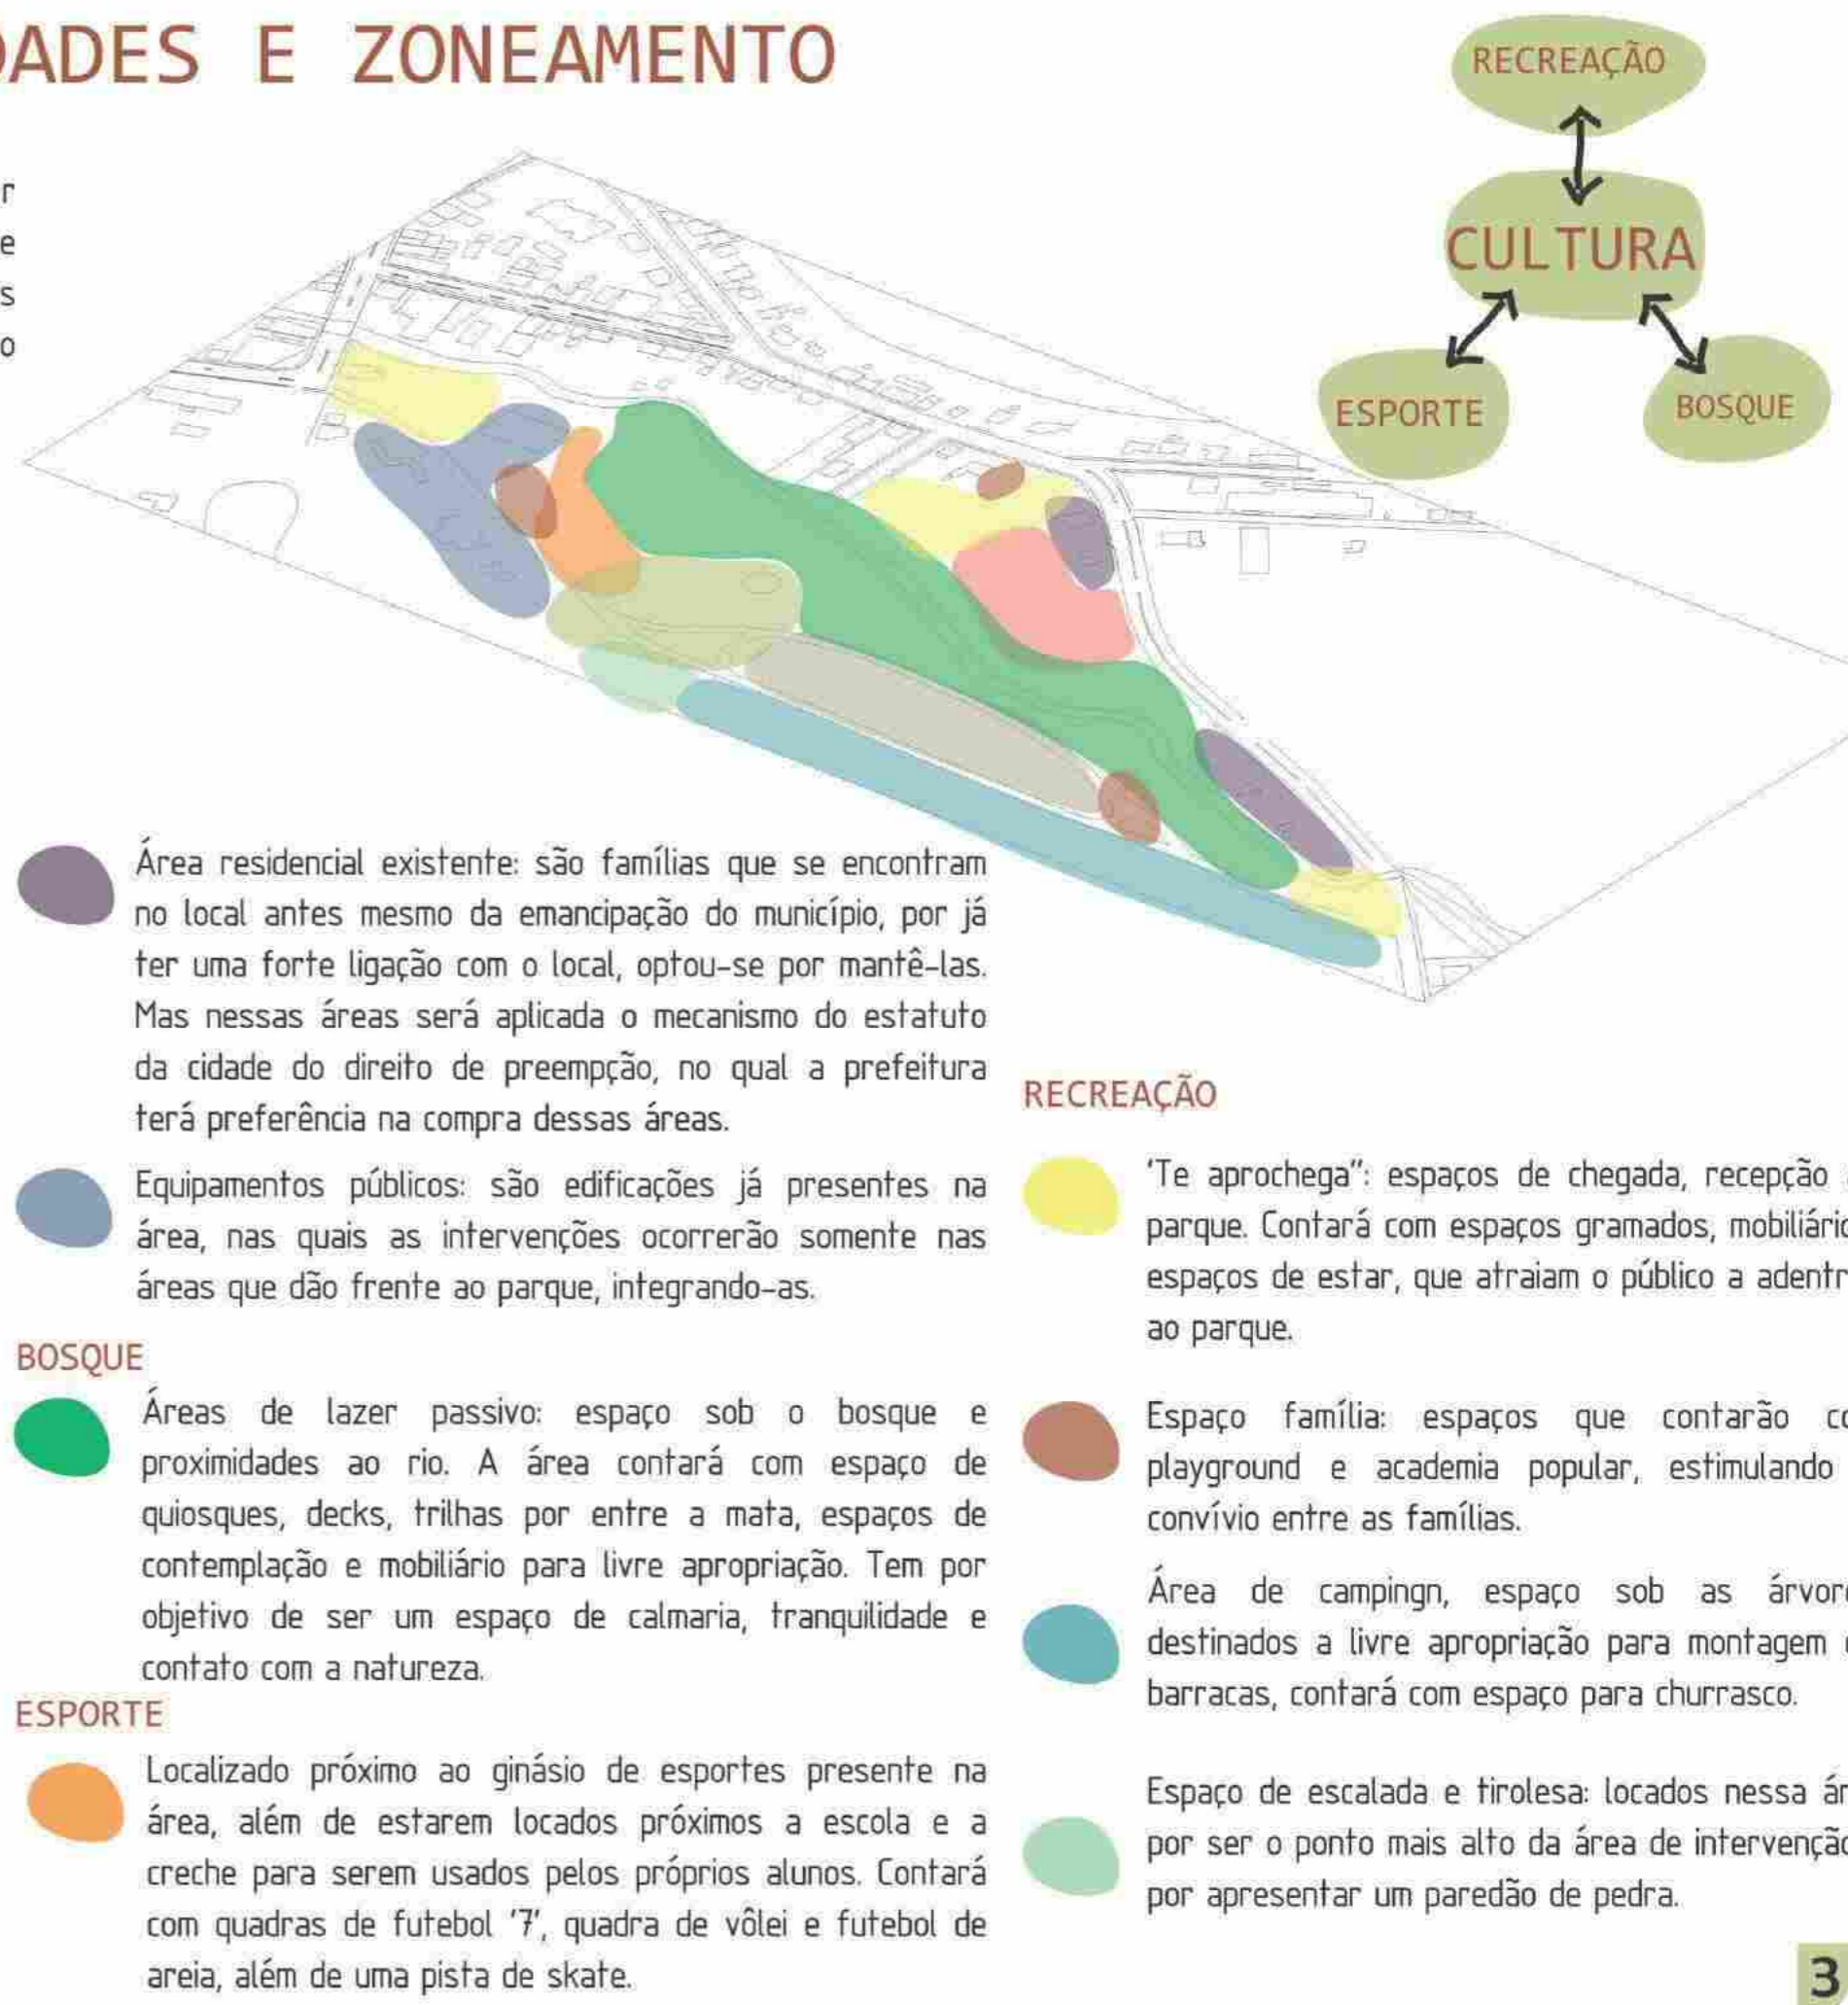 DADES E ZONEAMENTO
r
e
s
o
RECREAÇÃO
CULTURA
ESPORTE
BOSQUE
Área residencial existente: são famílias que se encontram
no local antes mesmo da emancipação do município, por já
ter uma forte ligação com o local, optou-se por mantê-las.
Mas nessas áreas será aplicada o mecanismo do estatuto
da cidade do direito de preempção, no qual a prefeitura
terá preferência na compra dessas áreas.
Equipamentos públicos: são edificações já presentes na
área, nas quais as intervenções ocorrerão somente nas
áreas que dão frente ao parque, integrando-as.
BOSQUE
Áreas de lazer passivo: espaço sob o bosque e
proximidades ao rio. A área contará com espaço de
quiosques, decks, trilhas por entre a mata, espaços de
contemplação e mobiliário para livre apropriação. Tem por
objetivo de ser um espaço de calmaria, tranquilidade e
contato com a natureza.
ESPORTE
Localizado próximo ao ginásio de esportes presente na
área, além de estarem locados próximos a escola e a
creche para serem usados pelos próprios alunos. Contará
com quadras de futebol '7', quadra de vôlei e futebol de
areia, além de uma pista de skate.
RECREAÇÃO
'Te aprochega": espaços de chegada, recepção
parque. Contará com espaços gramados, mobiliário
espaços de estar, que atraiam o público a adentr
ao parque.
Espaço família: espaços que contarão co
playground e academia popular, estimulando
convívio entre as famílias.
Área de campingn, espaço sob as árvor
destinados a livre apropriação para montagem
barracas, contará com espaço para churrasco.
Espaço de escalada e tirolesa: locados nessa ár
por ser o ponto mais alto da área de intervenção
por apresentar um paredão de pedra.
3